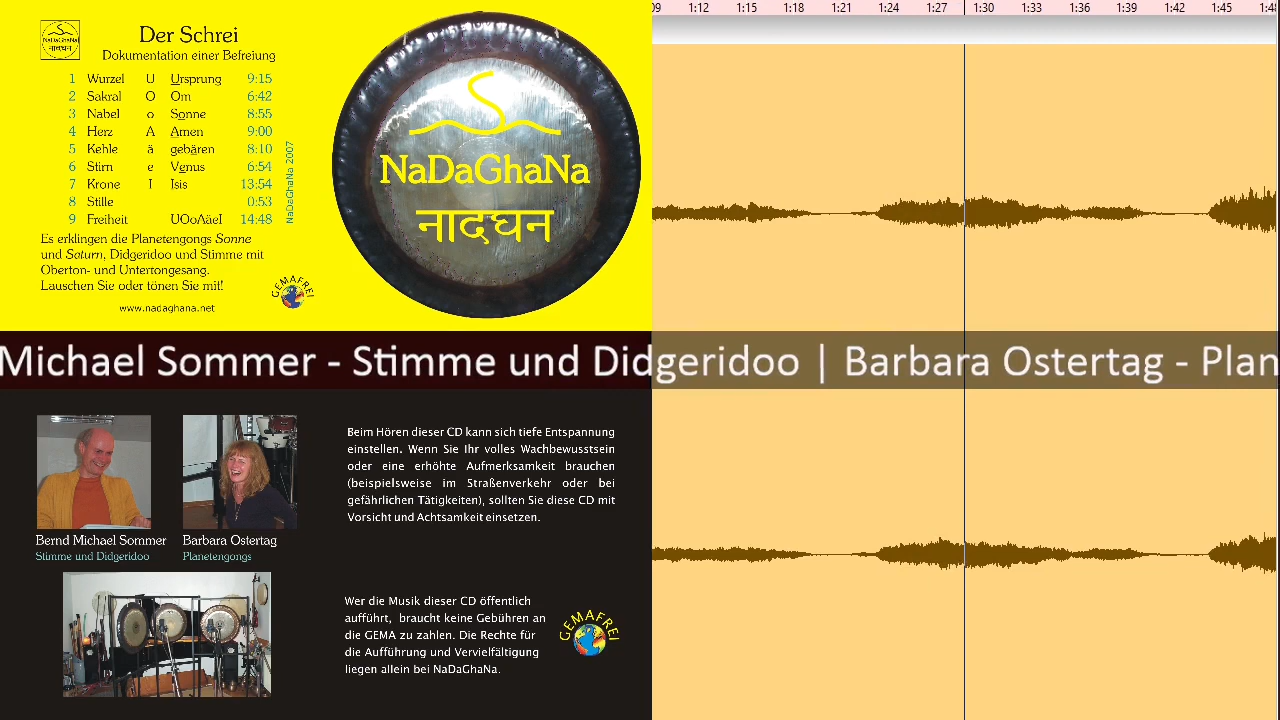 NaDaGhaNa
नादघन
Der Schrei
Dokumentation einer Befreiung
1 Wurzel U Ursprung 9:15
2 Sakral O Om 6:42
3 Nabel o Sonne 8:55
4 Herz A Amen 9:00
5 Kehle ä gebären 8:10
6 Stirn e Venus 6:54
7 Krone I Isis 13:54
8 Stille 0:53
9 Freiheit UOoAäeI 14:48
NaDaGhaNa 2007
Es erklingen die Planetengongs Sonne
und Saturn, Didgeridoo und Stimme mit
Oberton- und Untertongesang.
Lauschen Sie oder tönen Sie mit!
GEMAFREI
www.nadaghana.net
NaDaGhaNa
नादघन
09 1:12 1:15 1:18 1:21 1:24 1:27 1:30 1:33 1:36 1:39 1:42 1:45 1:48
Michael Sommer - Stimme und Didgeridoo | Barbara Ostertag - Plan
Bernd Michael Sommer
Stimme und Didgeridoo
Barbara Ostertag
Planetengongs
Beim Hören dieser CD kann sich tiefe Entspannung
einstellen. Wenn Sie Ihr volles Wachbewusstsein
oder eine erhöhte Aufmerksamkeit brauchen
(beispielsweise im Straßenverkehr oder bei
gefährlichen Tätigkeiten), sollten Sie diese CD mit
Vorsicht und Achtsamkeit einsetzen.
Wer die Musik dieser CD öffentlich
aufführt, braucht keine Gebühren an
die GEMA zu zahlen. Die Rechte für
die Aufführung und Vervielfältigung
liegen allein bei NaDaGhaNa.
GEMAFREI